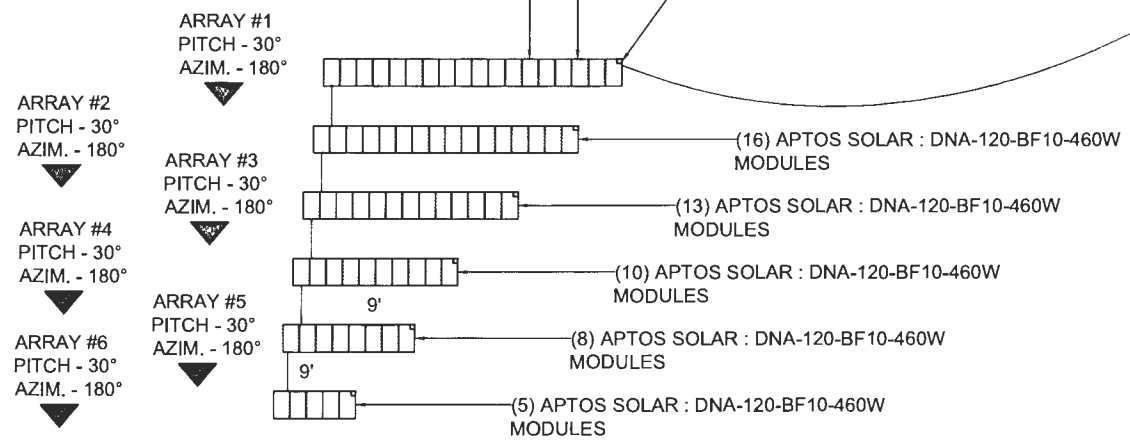 ARRAY #1
PITCH - 30°
AZIM. - 180°
ARRAY #2
PITCH - 30°
AZIM. - 180°
(16) APTOS SOLAR : DNA-120-BF10-460W
MODULES
ARRAY #3
PITCH - 30°
AZIM. - 180°
(13) APTOS SOLAR : DNA-120-BF10-460W
MODULES
ARRAY #4
PITCH - 30°
AZIM. - 180°
(10) APTOS SOLAR : DNA-120-BF10-460W
MODULES
9'
ARRAY #5
PITCH - 30°
AZIM. - 180°
(8) APTOS SOLAR : DNA-120-BF10-460W
MODULES
9'
ARRAY #6
PITCH - 30°
AZIM. - 180°
(5) APTOS SOLAR : DNA-120-BF10-460W
MODULES